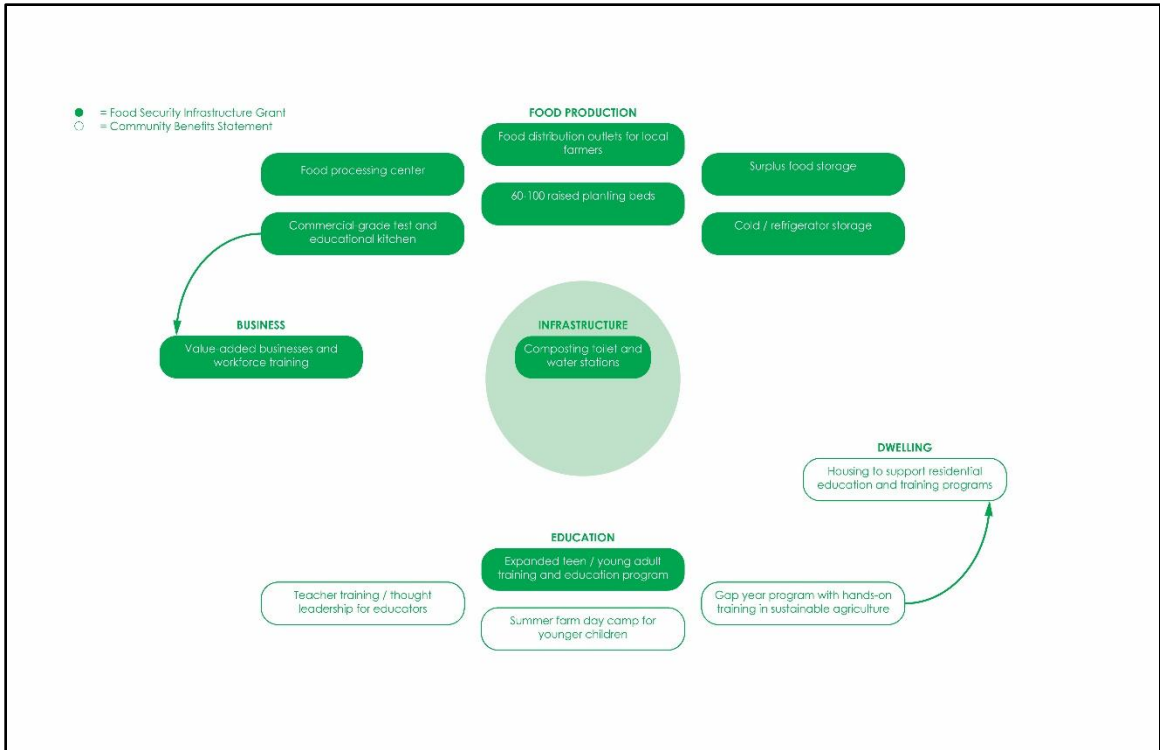 = Food Security Infrastructure Grant
= Community Benefits Statement
FOOD PRODUCTION
Food distribution outlets for local
farmers
Food processing center
Surplus food storage
60-100 raised planting beds
Commercial grade test and
educational kitchen
Cold / refrigerator storage
BUSINESS
Value-added businesses and
workforce training
INFRASTRUCTURE
Composting toilet and
water stations
DWELLING
Housing to support residential
education and training programs
EDUCATION
Expanded teen / young adult
training and education program
Teacher training / thought
leadership for educators
Summer farm day camp for
younger children
Gap year program with hands-on
training in sustainable agriculture